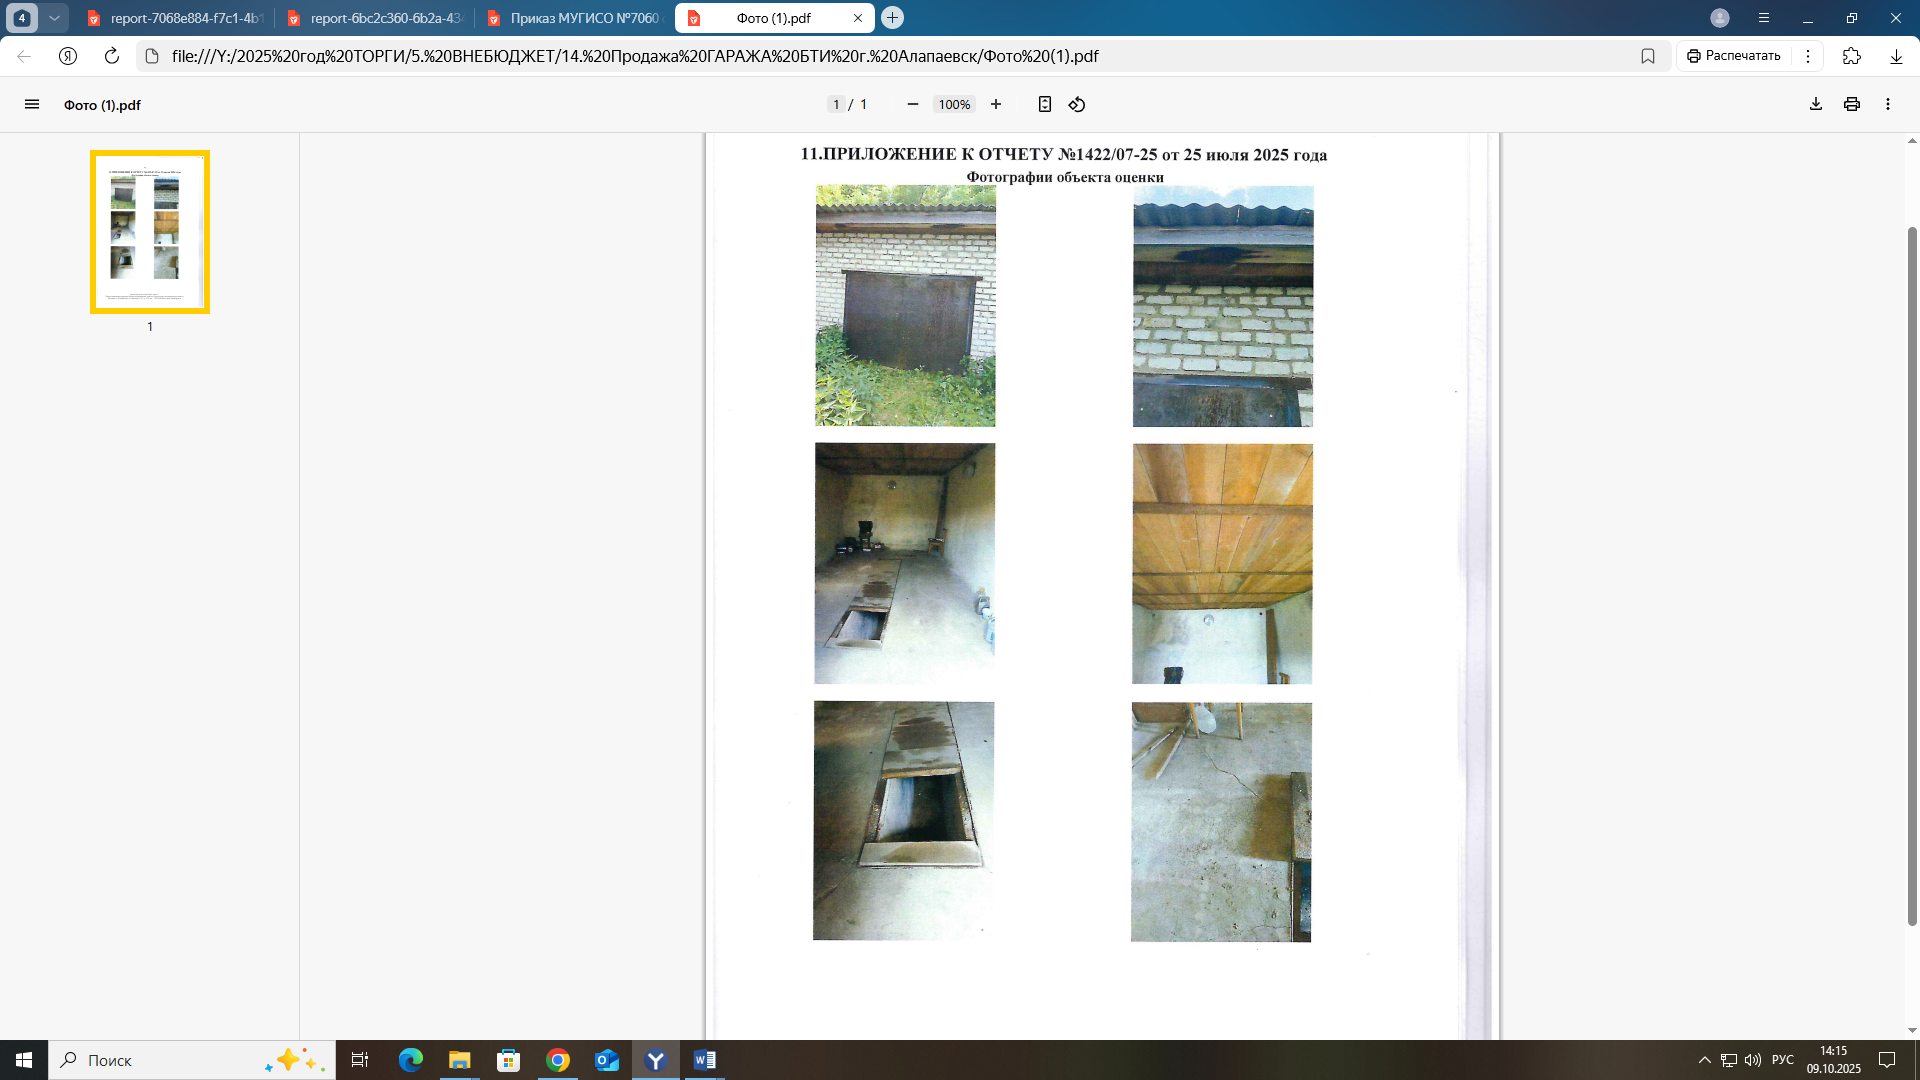 4
report-7068e884-f7c1-4b1
report-6bc2c360-6b2a-434
Приказ МУГИСО №7060
Фото (1).pdf
file:///Y:/2025%20год%20ТОРГИ/5.%20ВНЕБЮДЖЕТ/14.%20Продажа%20ГАРАЖА%20БТИ%20г.%20Алапаевск/Фото%20(1).pdf
Распечатать
Фото (1).pdf
1 / 1
100%
1
11.ПРИЛОЖЕНИЕ К ОТЧЕТУ №1422/07-25 от 25 июля 2025 года
Фотографии объекта оценки
Поиск
РУС
14:15
09.10.2025